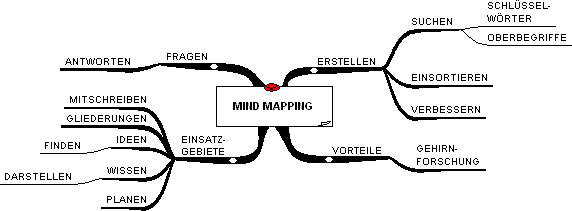 MIND MAPPING
FRAGEN
ANTWORTEN
ERSTELLEN
SUCHEN
SCHLÜSSEL-
WÖRTER
OBERBEGRIFFE
EINSORTIEREN
VERBESSERN
VORTEILE
GEHIRN-
FORSCHUNG
EINSATZ-
GEBIETE
MITSCHREIBEN
GLIEDERUNGEN
IDEEN
FINDEN
WISSEN
DARSTELLEN
PLANEN